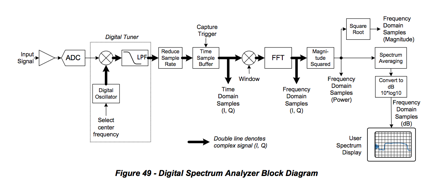 Digital Tuner
Capture
Trigger
Square
Root
Frequency
Domain
Samples
(Magnitude)
Input
Signal
ADC
LPF
Reduce
Sample
Rate
Time
Sample
Buffer
FFT
Magni-
tude
Squared
Spectrum
Averaging
Window
Digital
Oscillator
Select
center
frequency
Time
Domain
Samples
(I, Q)
Frequency
Domain
Samples
(I, Q)
Frequency
Domain
Samples
(Power)
Convert to
dB
10*log10
Frequency
Domain
Samples
(dB)
Double line denotes
complex signal (I, Q)
User
Spectrum
Display
Figure 49 - Digital Spectrum Analyzer Block Diagram